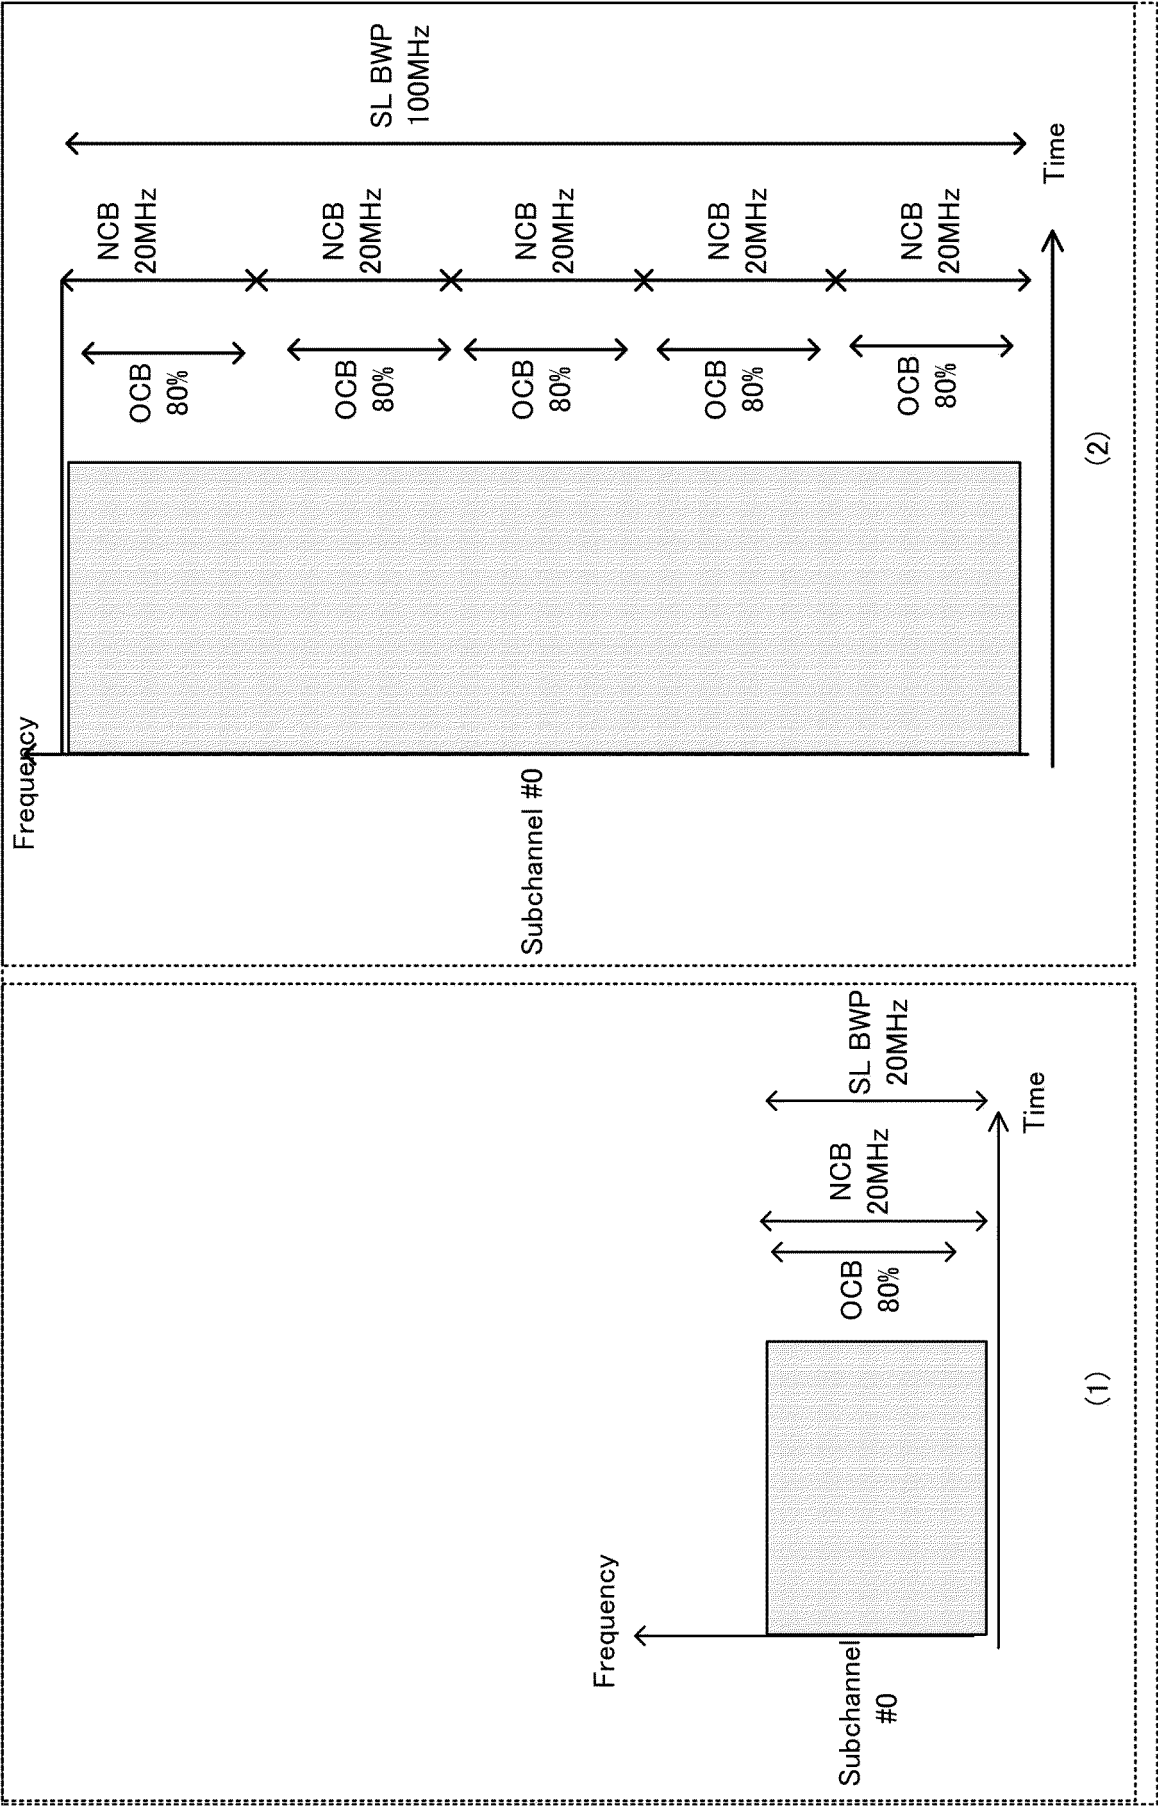 Frequency
Subchannel
#0
OCB
80%
NCB
20MHz
SL BWP
20MHz
Time
(1)
Frequency
Subchannel #0
OCB
80%
OCB
80%
OCB
80%
OCB
80%
OCB
80%
NCB
20MHz
NCB
20MHz
NCB
20MHz
NCB
20MHz
NCB
20MHz
SL BWP
100MHz
Time
(2)